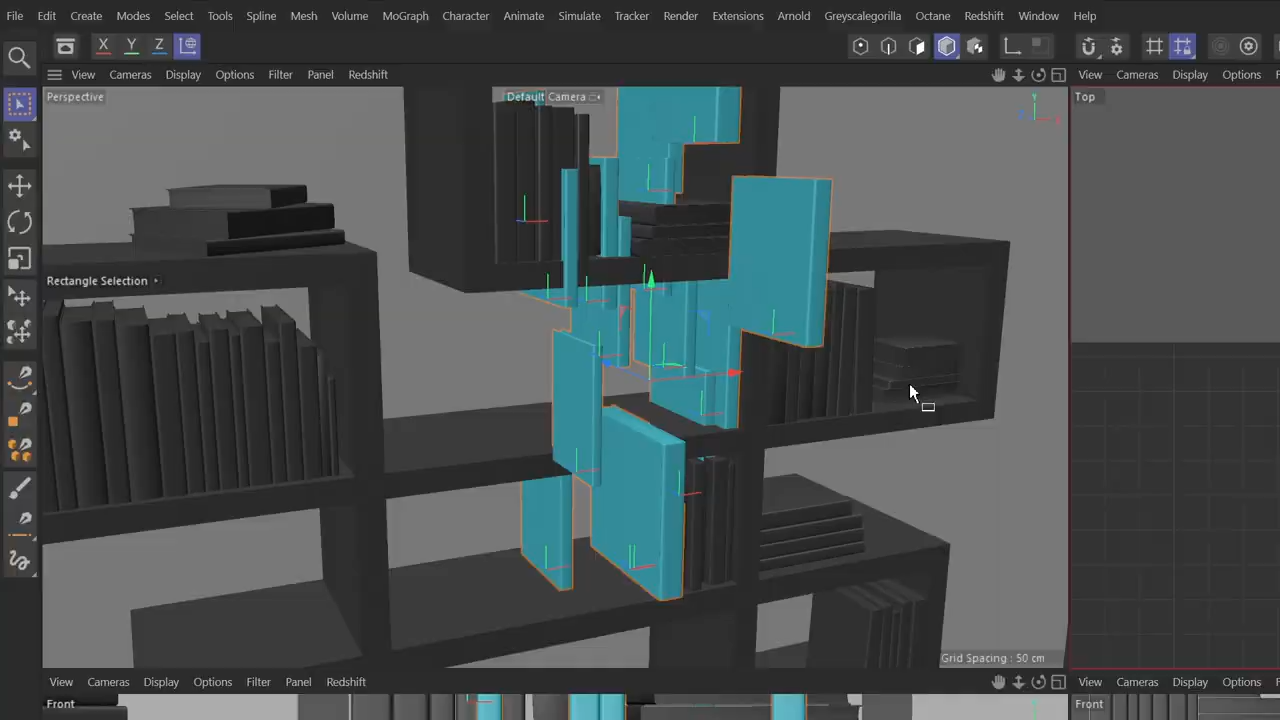 File Edit Create Modes Select Tools Spline Mesh Volume MoGraph Character Animate Simulate Tracker Render Extensions Arnold Greyscalegorilla Octane Redshift Window Help
X Y Z
View Cameras Display Options Filter Panel Redshift
View Cameras Display Options
Perspective
Default Camera
Y
Top
Rectangle Selection
Grid Spacing : 50 cm
View Cameras Display Options Filter Panel Redshift
View Cameras Display Options
Front
Y
Front